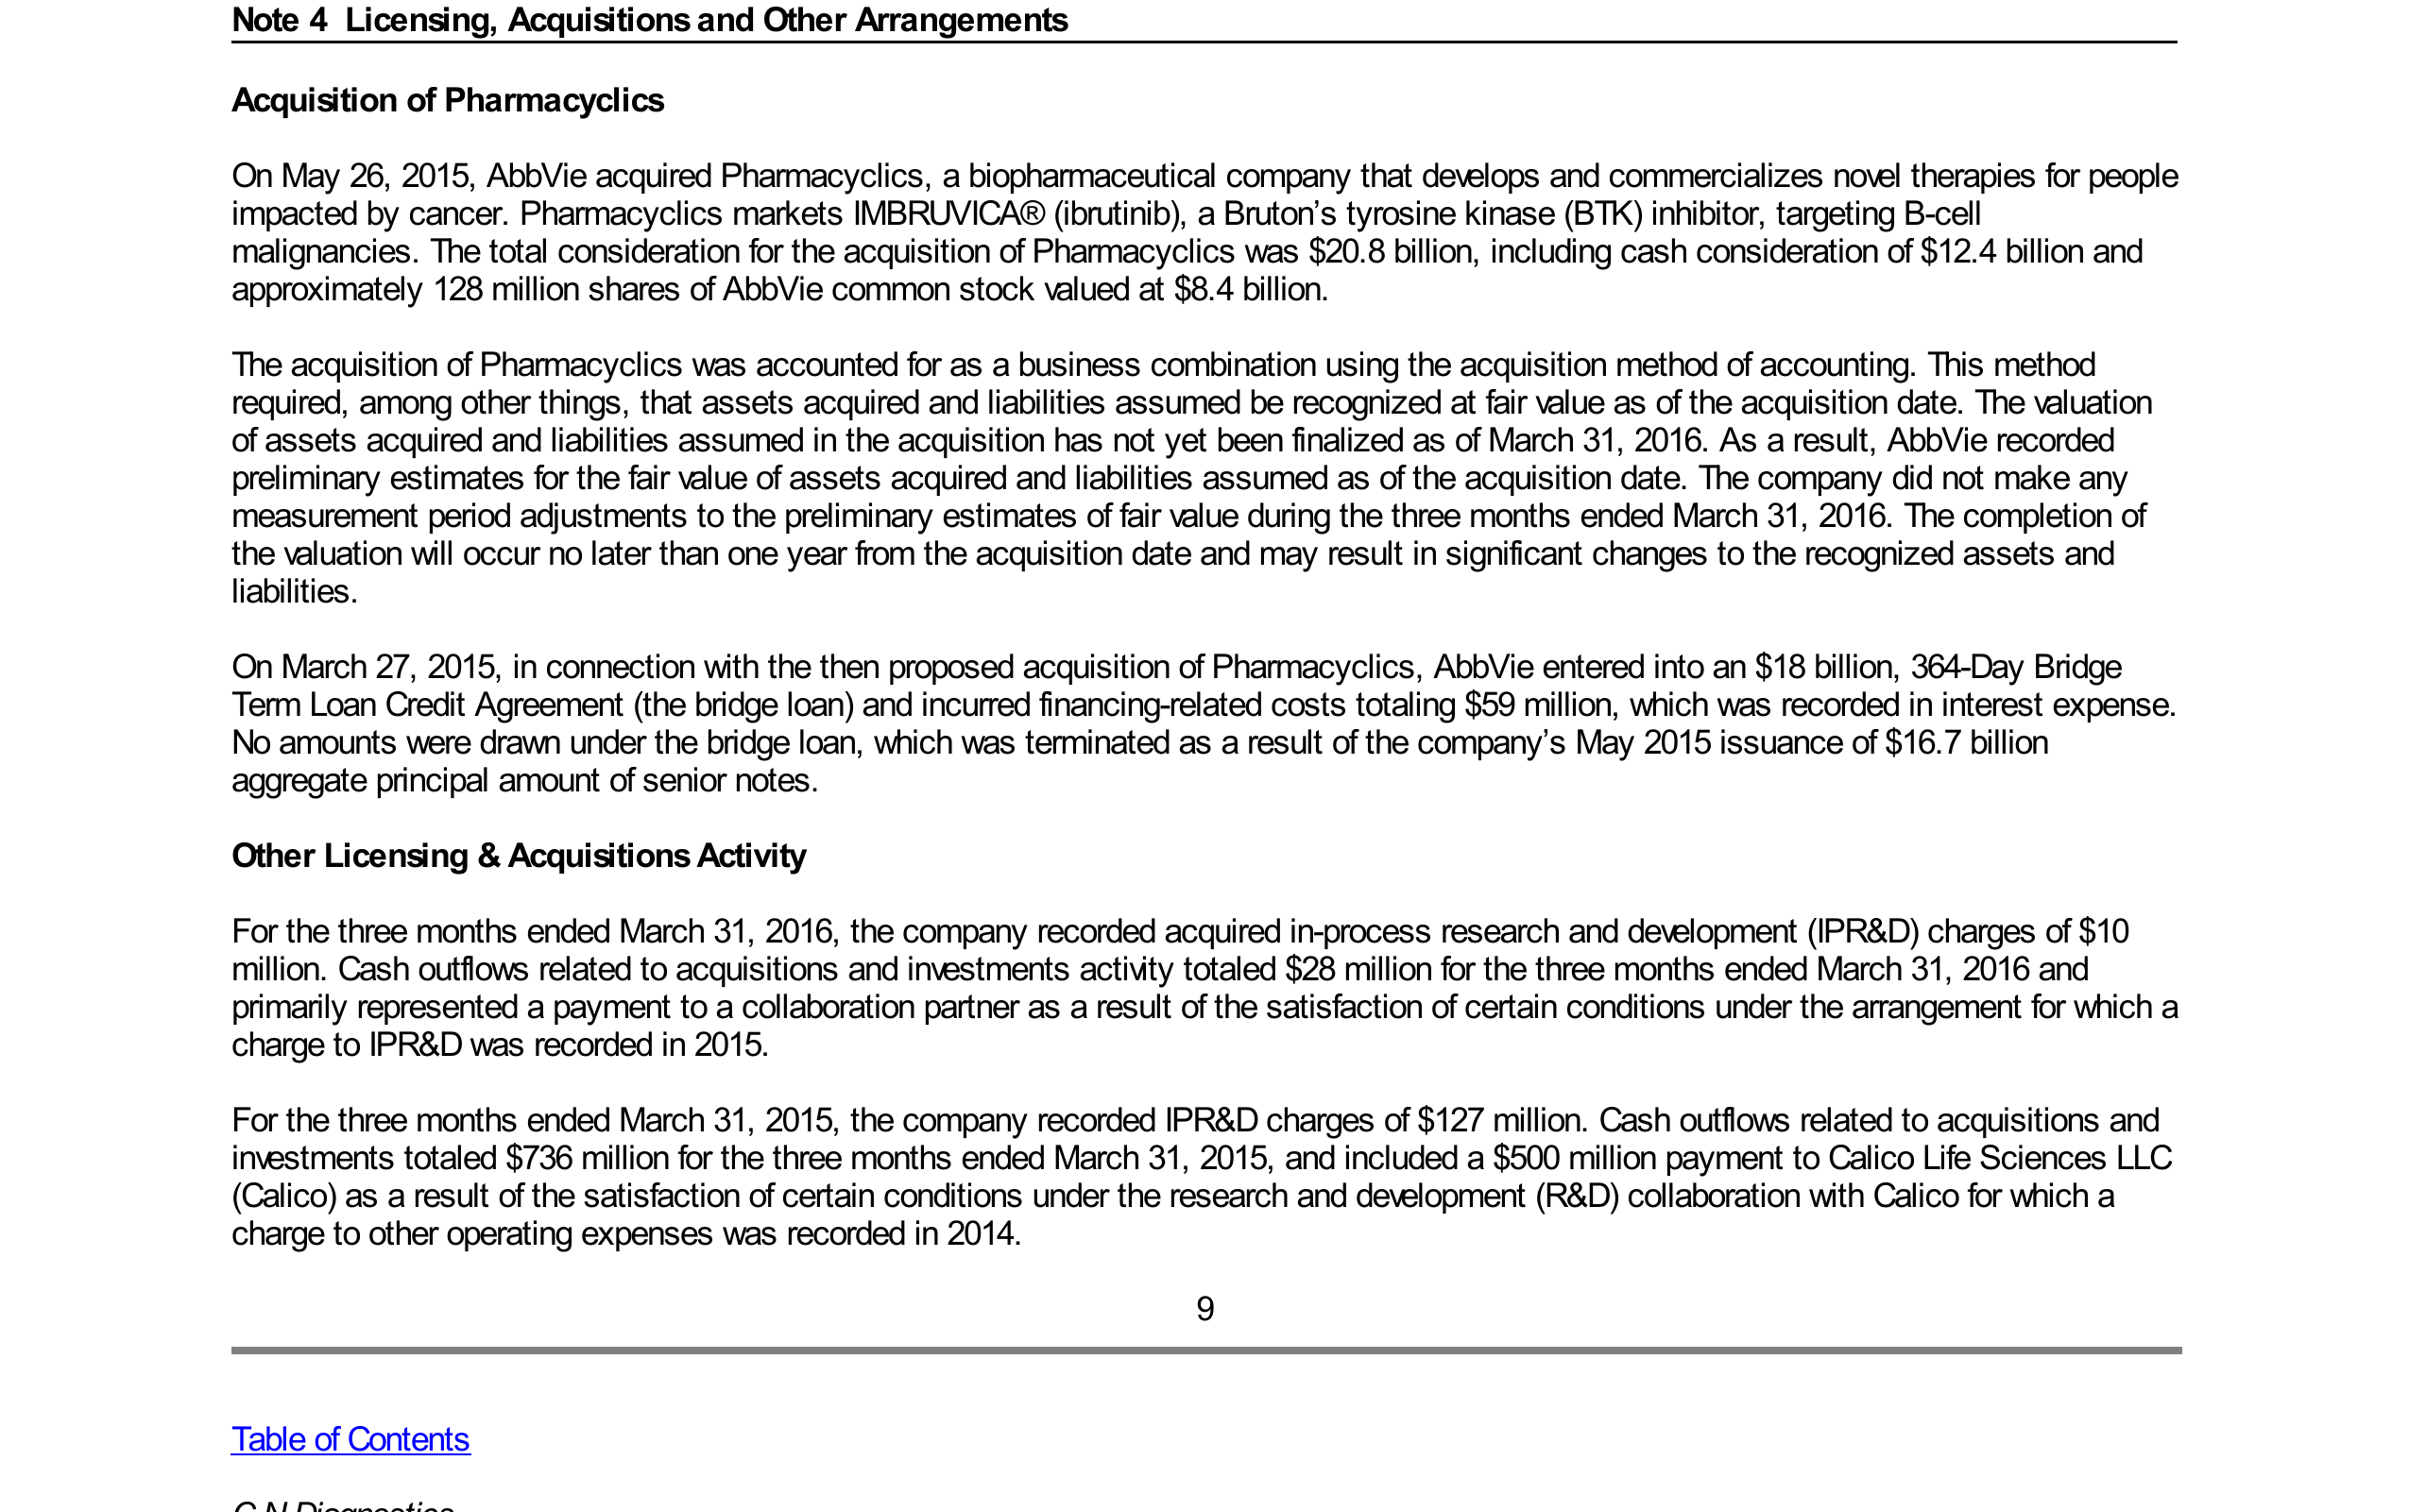 Note 4 Licensing, Acquisitions and Other Arrangements
Acquisition of Pharmacyclics
On May 26, 2015, AbbVie acquired Pharmacyclics, a biopharmaceutical company that develops and commercializes novel therapies for people
impacted by cancer. Pharmacyclics markets IMBRUVICA® (ibrutinib), a Bruton’s tyrosine kinase (BTK) inhibitor, targeting B-cell
malignancies. The total consideration for the acquisition of Pharmacyclics was $20.8 billion, including cash consideration of $12.4 billion and
approximately 128 million shares of AbbVie common stock valued at $8.4 billion.
The acquisition of Pharmacyclics was accounted for as a business combination using the acquisition method of accounting. This method
required, among other things, that assets acquired and liabilities assumed be recognized at fair value as of the acquisition date. The valuation
of assets acquired and liabilities assumed in the acquisition has not yet been finalized as of March 31, 2016. As a result, AbbVie recorded
preliminary estimates for the fair value of assets acquired and liabilities assumed as of the acquisition date. The company did not make any
measurement period adjustments to the preliminary estimates of fair value during the three months ended March 31, 2016. The completion of
the valuation will occur no later than one year from the acquisition date and may result in significant changes to the recognized assets and
liabilities.
On March 27, 2015, in connection with the then proposed acquisition of Pharmacyclics, AbbVie entered into an $18 billion, 364-Day Bridge
Term Loan Credit Agreement (the bridge loan) and incurred financing-related costs totaling $59 million, which was recorded in interest expense.
No amounts were drawn under the bridge loan, which was terminated as a result of the company’s May 2015 issuance of $16.7 billion
aggregate principal amount of senior notes.
Other Licensing & Acquisitions Activity
For the three months ended March 31, 2016, the company recorded acquired in-process research and development (IPR&D) charges of $10
million. Cash outflows related to acquisitions and investments activity totaled $28 million for the three months ended March 31, 2016 and
primarily represented a payment to a collaboration partner as a result of the satisfaction of certain conditions under the arrangement for which a
charge to IPR&D was recorded in 2015.
For the three months ended March 31, 2015, the company recorded IPR&D charges of $127 million. Cash outflows related to acquisitions and
investments totaled $736 million for the three months ended March 31, 2015, and included a $500 million payment to Calico Life Sciences LLC
(Calico) as a result of the satisfaction of certain conditions under the research and development (R&D) collaboration with Calico for which a
charge to other operating expenses was recorded in 2014.
9
Table of Contents